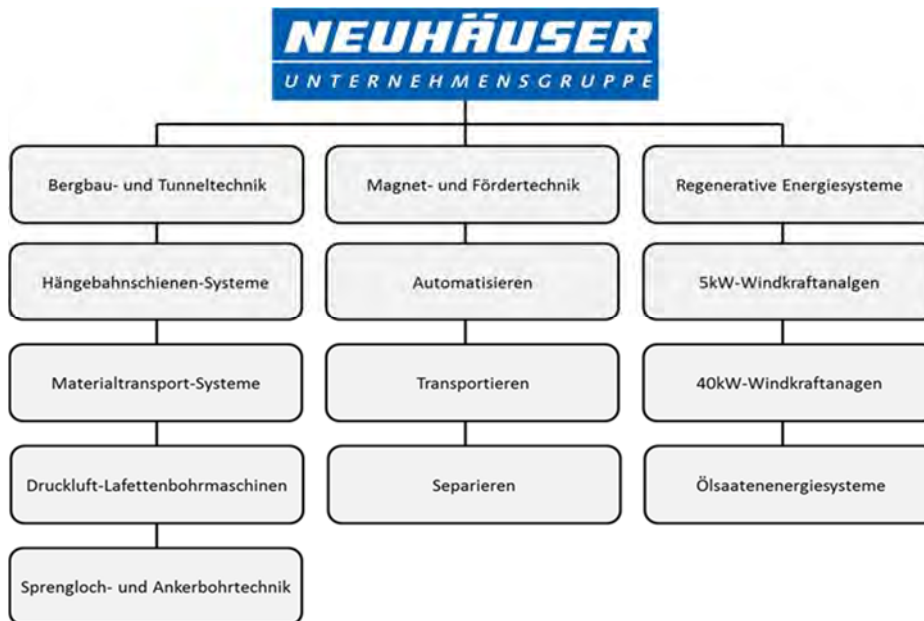 NEUHÄUSER
UNTERNEHMENSGRUPPE
Bergbau- und Tunneltechnik
Hängebahnschienen-Systeme
Materialtransport-Systeme
Druckluft-Lafettenbohrmaschinen
Sprengloch- und Ankerbohrtechnik
Magnet- und Fördertechnik
Automatisieren
Transportieren
Separieren
Regenerative Energiesysteme
5kW-Windkraftanalgen
40kW-Windkraftanagen
Ölsaatenenergiesysteme